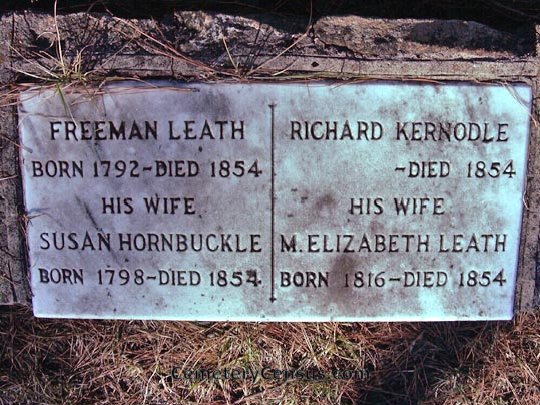 FREEMAN LEATH
BORN 1792-DIED 1854
HIS WIFE
SUSAN HORNBUCKLE
BORN 1798-DIED 1854
RICHARD KERNODLE
-DIED 1854
HIS WIFE
M. ELIZABETH LEATH
BORN 1816-DIED 1854
CemeteryCensus.com